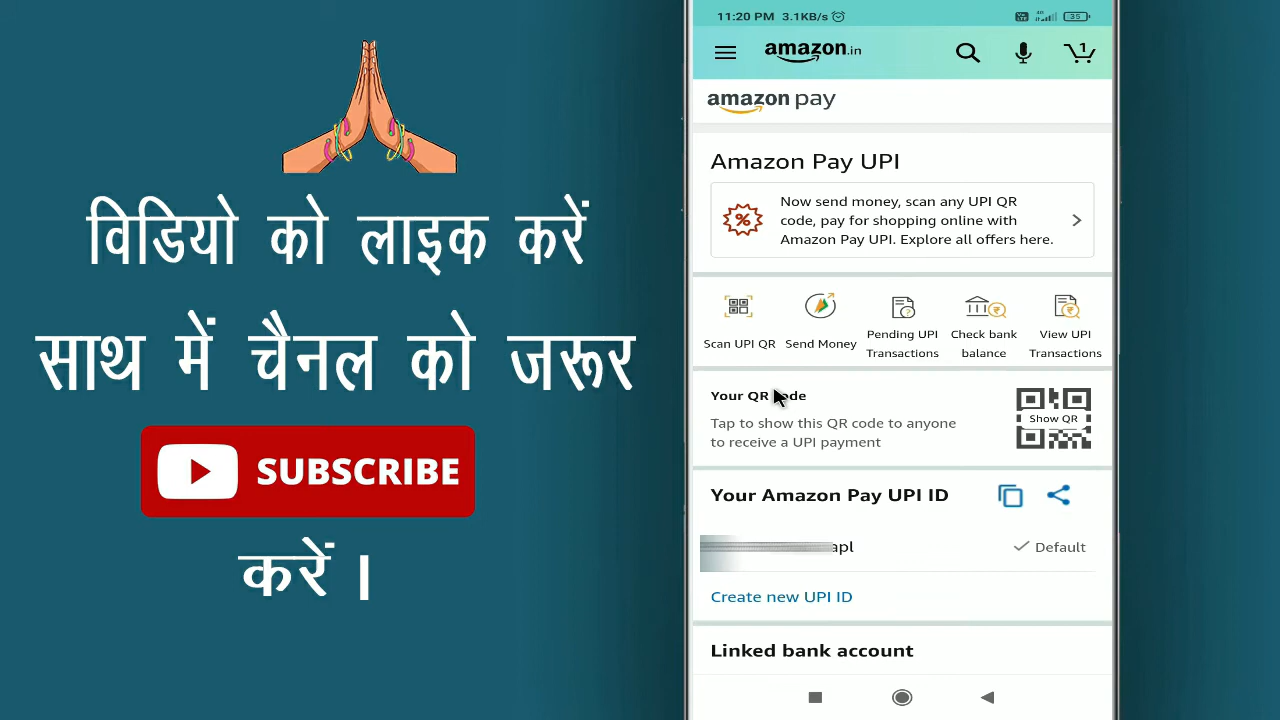 विडियो को लाइक करें
साथ में चैनल को जरूर
SUBSCRIBE
करें ।
11:20 PM 3.1KB/s
4G
35
amazon.in
1
amazon pay
Amazon Pay UPI
%
Now send money, scan any UPI QR
code, pay for shopping online with
Amazon Pay UPI. Explore all offers here.
Scan UPI QR
Send Money
Pending UPI
Transactions
Check bank
balance
View UPI
Transactions
Your QR Code
Tap to show this QR code to anyone
to receive a UPI payment
Show QR
Your Amazon Pay UPI ID
apl
Default
Create new UPI ID
Linked bank account